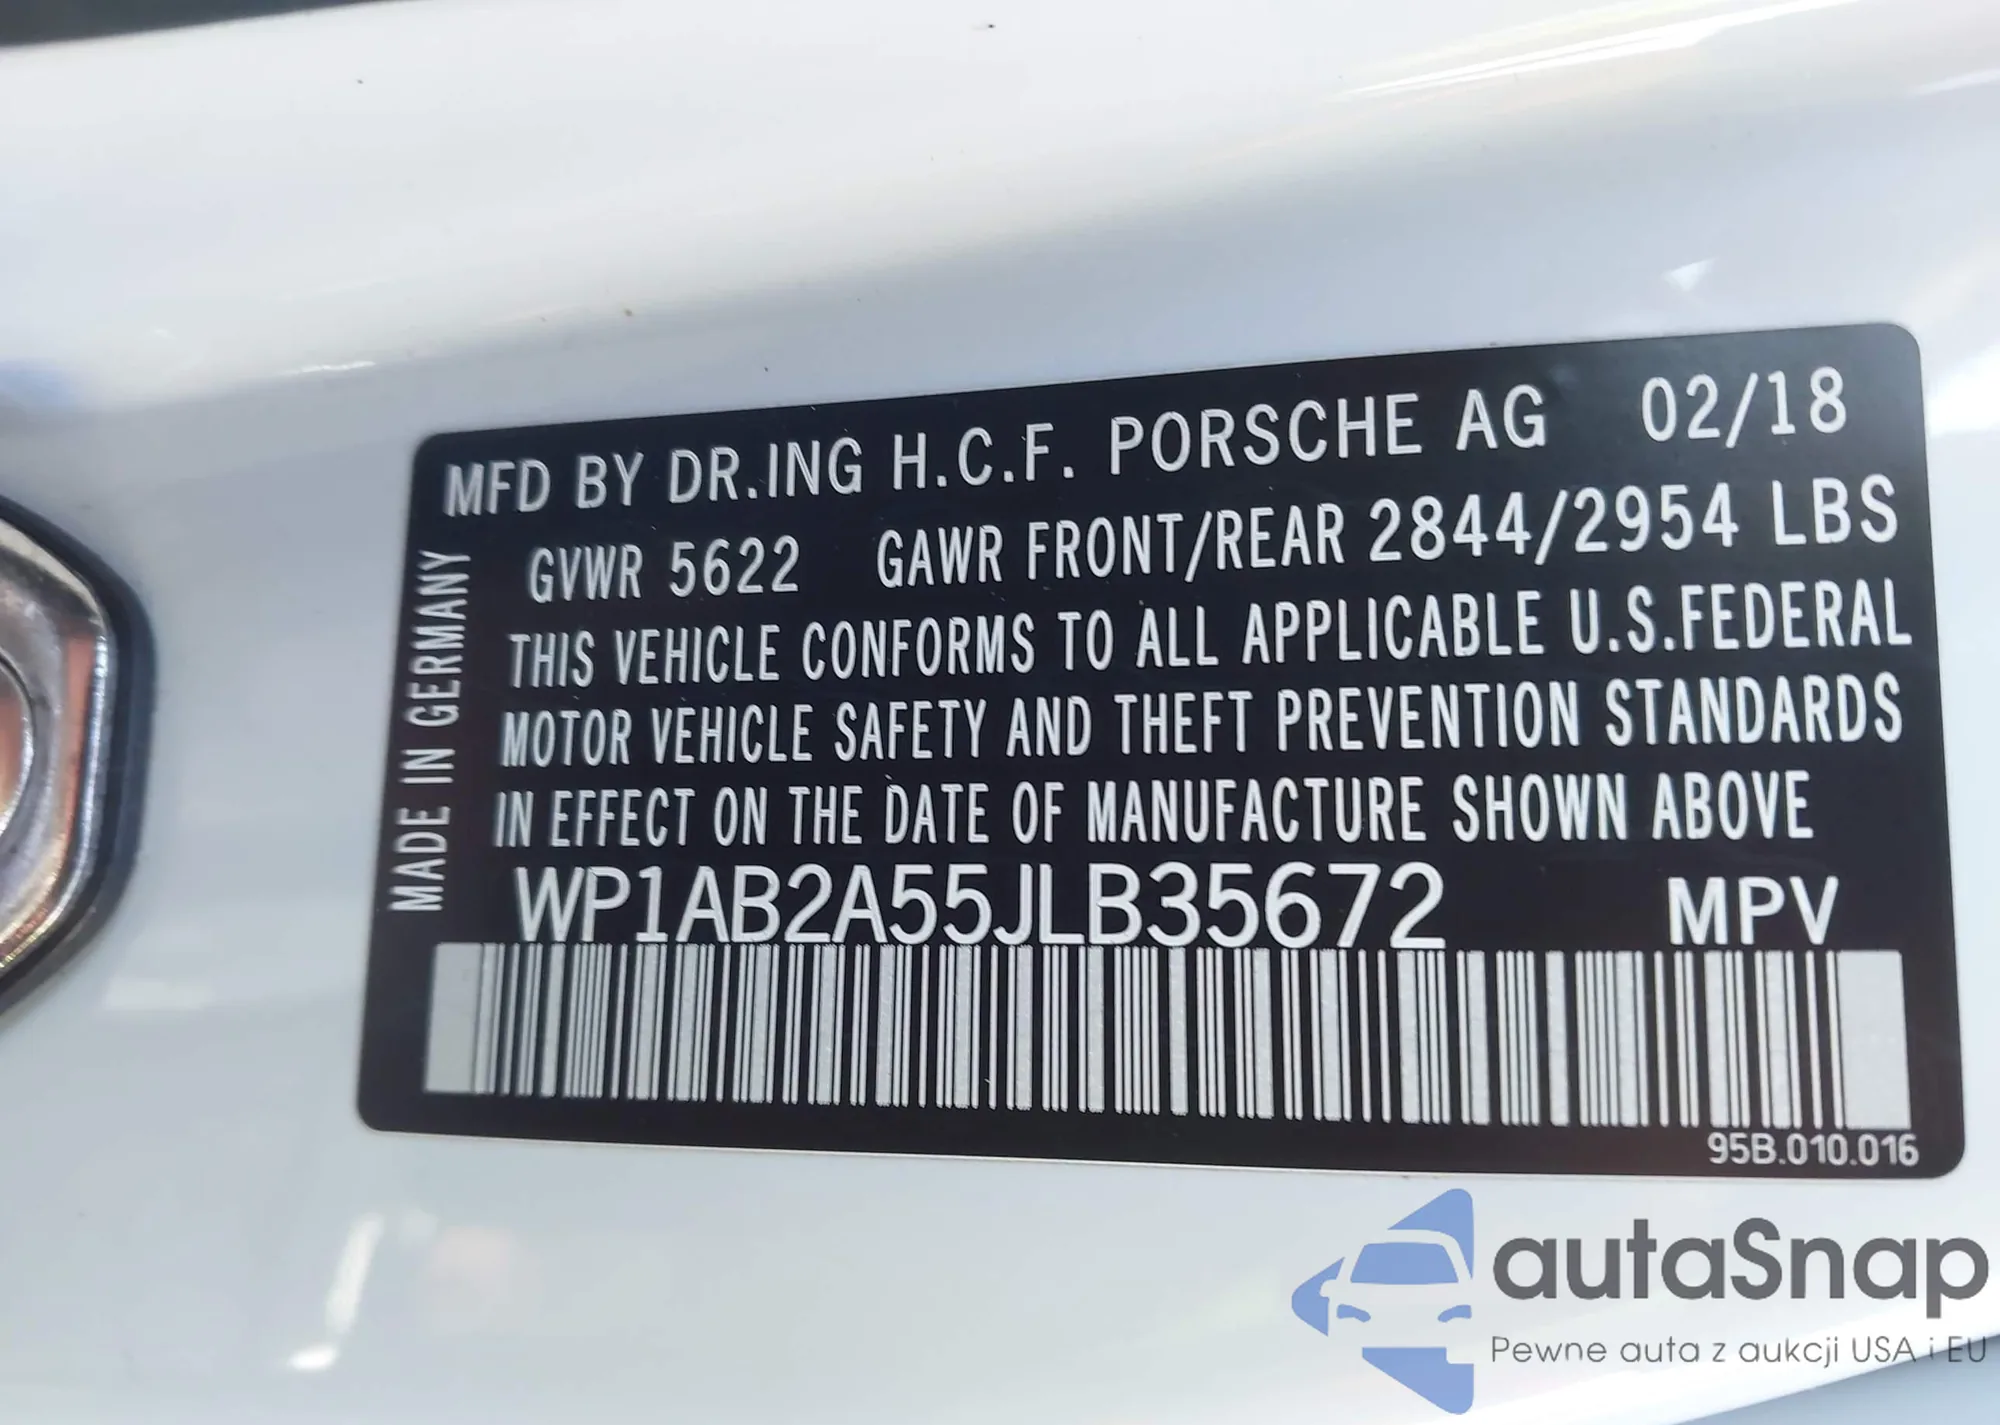 MFD BY DR.ING H.C.F. PORSCHE AG 02/18
GVWR 5622 GAWR FRONT/REAR 2844/2954 LBS
THIS VEHICLE CONFORMS TO ALL APPLICABLE U.S.FEDERAL
MOTOR VEHICLE SAFETY AND THEFT PREVENTION STANDARDS
IN EFFECT ON THE DATE OF MANUFACTURE SHOWN ABOVE
WP1AB2A55JLB35672 MPV
MADE IN GERMANY
95B.010.016
autaSnap
Pewne auta z aukcji USA i EU